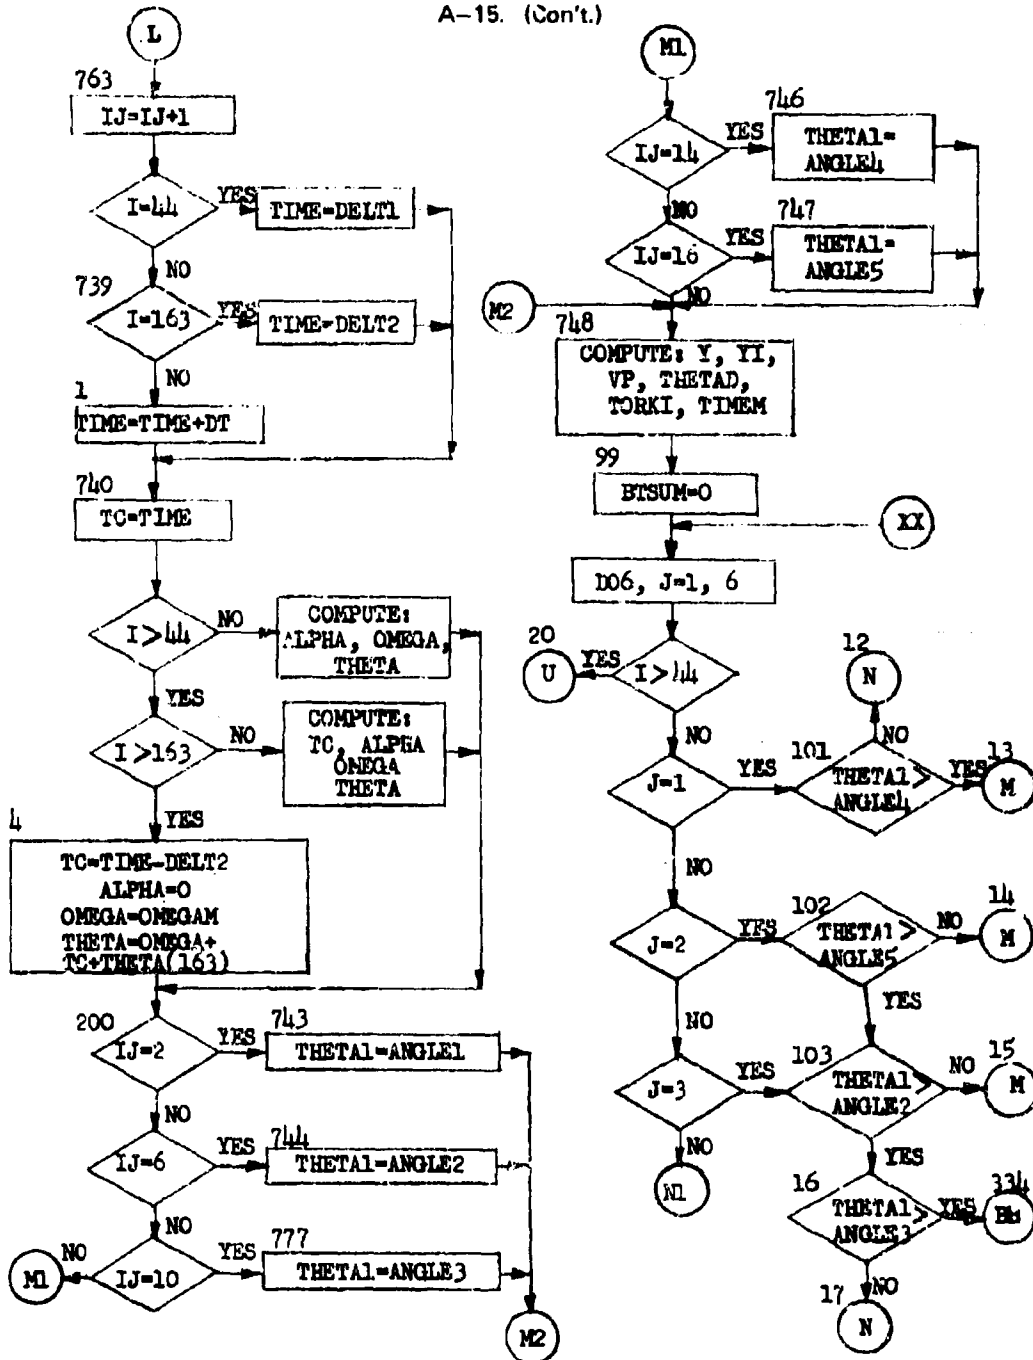 A-15. (Con't.)
L
763
IJ=IJ+1
I=44
YES
TIME=DELT1
NO
739
I=163
YES
TIME=DELT2
NO
1
TIME=TIME+DT
740
TC=TIME
I>44
NO
COMPUTE:
ALPHA, OMEGA,
THETA
YES
I>163
NO
COMPUTE:
TC, ALPHA
OMEGA
THETA
YES
4
TC=TIME-DELT2
ALPHA=0
OMEGA=OMEGAM
THETA=OMEGA+
TC+THETA(163)
200
IJ=2
YES
743
THETA1=ANGLE1
NO
IJ=6
YES
744
THETA1=ANGLE2
NO
M1
NO
IJ=10
YES
777
THETA1=ANGLE3
M2
M1
IJ=14
YES
746
THETA1=
ANGLE4
NO
IJ=16
YES
747
THETA1=
ANGLE5
NO
M2
748
COMPUTE: Y, YI,
VP, THETAD,
TORKI, TIMEM
99
BTSUM=0
XX
DO6, J=1, 6
20
U
YES
I>44
NO
12
N
NO
J=1
YES
101
THETA1>
ANGLE4
YES
13
M
NO
J=2
YES
102
THETA1>
ANGLE5
NO
14
M
YES
NO
J=3
YES
103
THETA1>
ANGLE2
NO
15
M
YES
NO
N1
16
THETA1>
ANGLE3
YES
334
NO
17
N